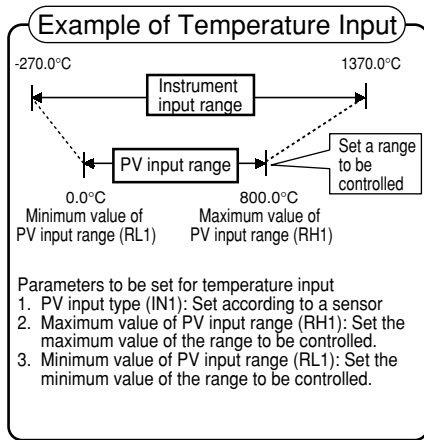 Example of Temperature Input
-270.0°C 1370.0°C
Instrument
input range
PV input range
Set a range
to be
controlled
0.0°C 800.0°C
Minimum value of Maximum value of
PV input range (RL1) PV input range (RH1)
Parameters to be set for temperature input
1. PV input type (IN1): Set according to a sensor
2. Maximum value of PV input range (RH1): Set the
maximum value of the range to be controlled.
3. Minimum value of PV input range (RL1): Set the
minimum value of the range to be controlled.